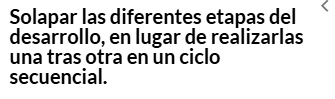 Solapar las diferentes etapas del
desarrollo, en lugar de realizarlas
una tras otra en un ciclo
secuencial.